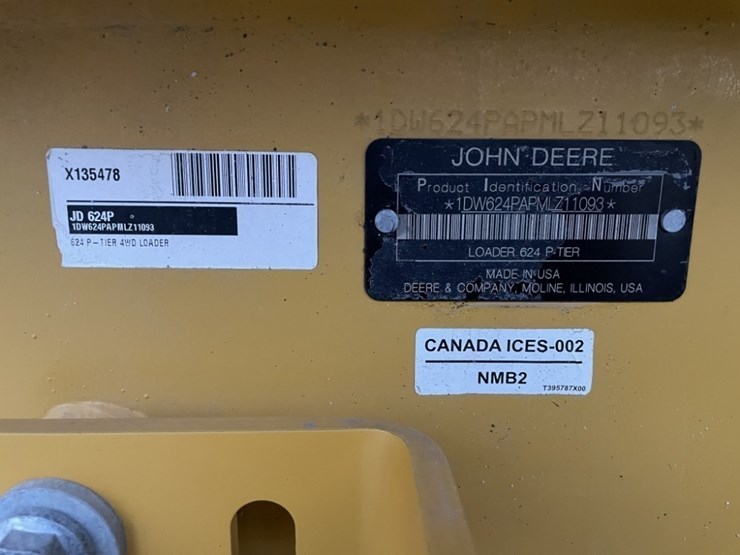 *1DW624PAPMLZ11093*
X135478
JD 624P
1DW624PAPMLZ11093
624 P-TIER 4WD LOADER
JOHN DEERE
Product Identification Number
*1DW624PAPMLZ11093*
LOADER 624 P-TIER
MADE IN USA
DEERE & COMPANY, MOLINE, ILLINOIS, USA
CANADA ICES-002
NMB2
T395787X00